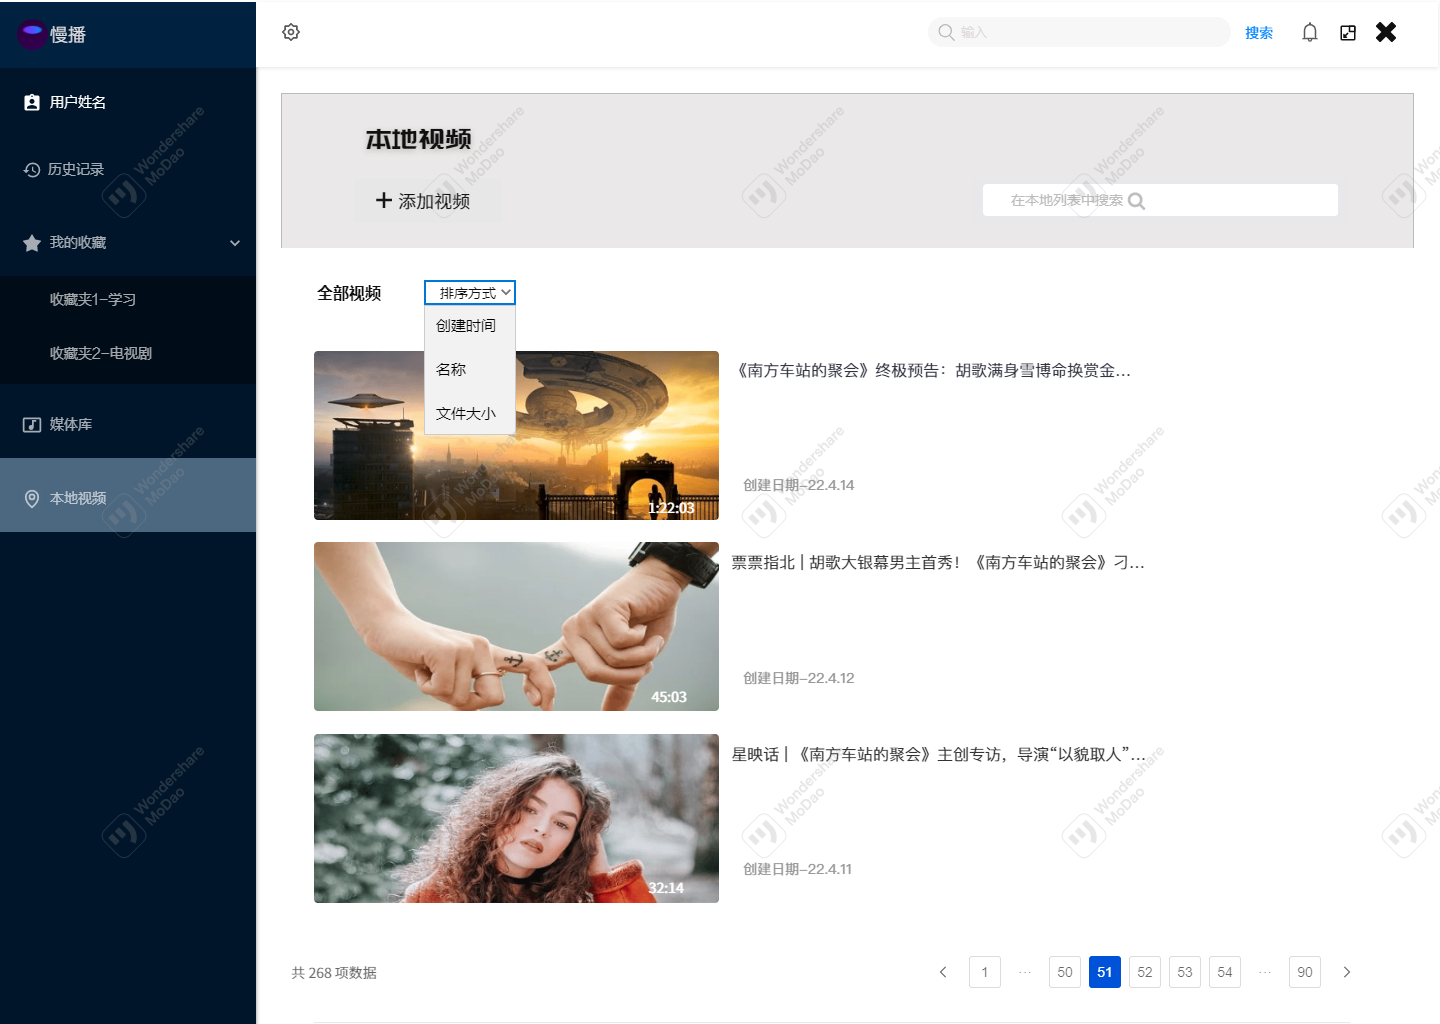 慢播
输入
搜索
用户姓名
历史记录
我的收藏
收藏夹1-学习
收藏夹2-电视剧
媒体库
本地视频
本地视频
添加视频
在本地列表中搜索
全部视频
排序方式
创建时间
名称
文件大小
1:22:03
《南方车站的聚会》终极预告：胡歌满身雪博命换赏金...
创建日期-22.4.14
45:03
票票指北 | 胡歌大银幕男主首秀！《南方车站的聚会》刁...
创建日期-22.4.12
32:14
星映话 | 《南方车站的聚会》主创专访，导演“以貌取人”...
创建日期-22.4.11
共 268 项数据
1 ··· 50 51 52 53 54 ··· 90
Wondershare
MoDao